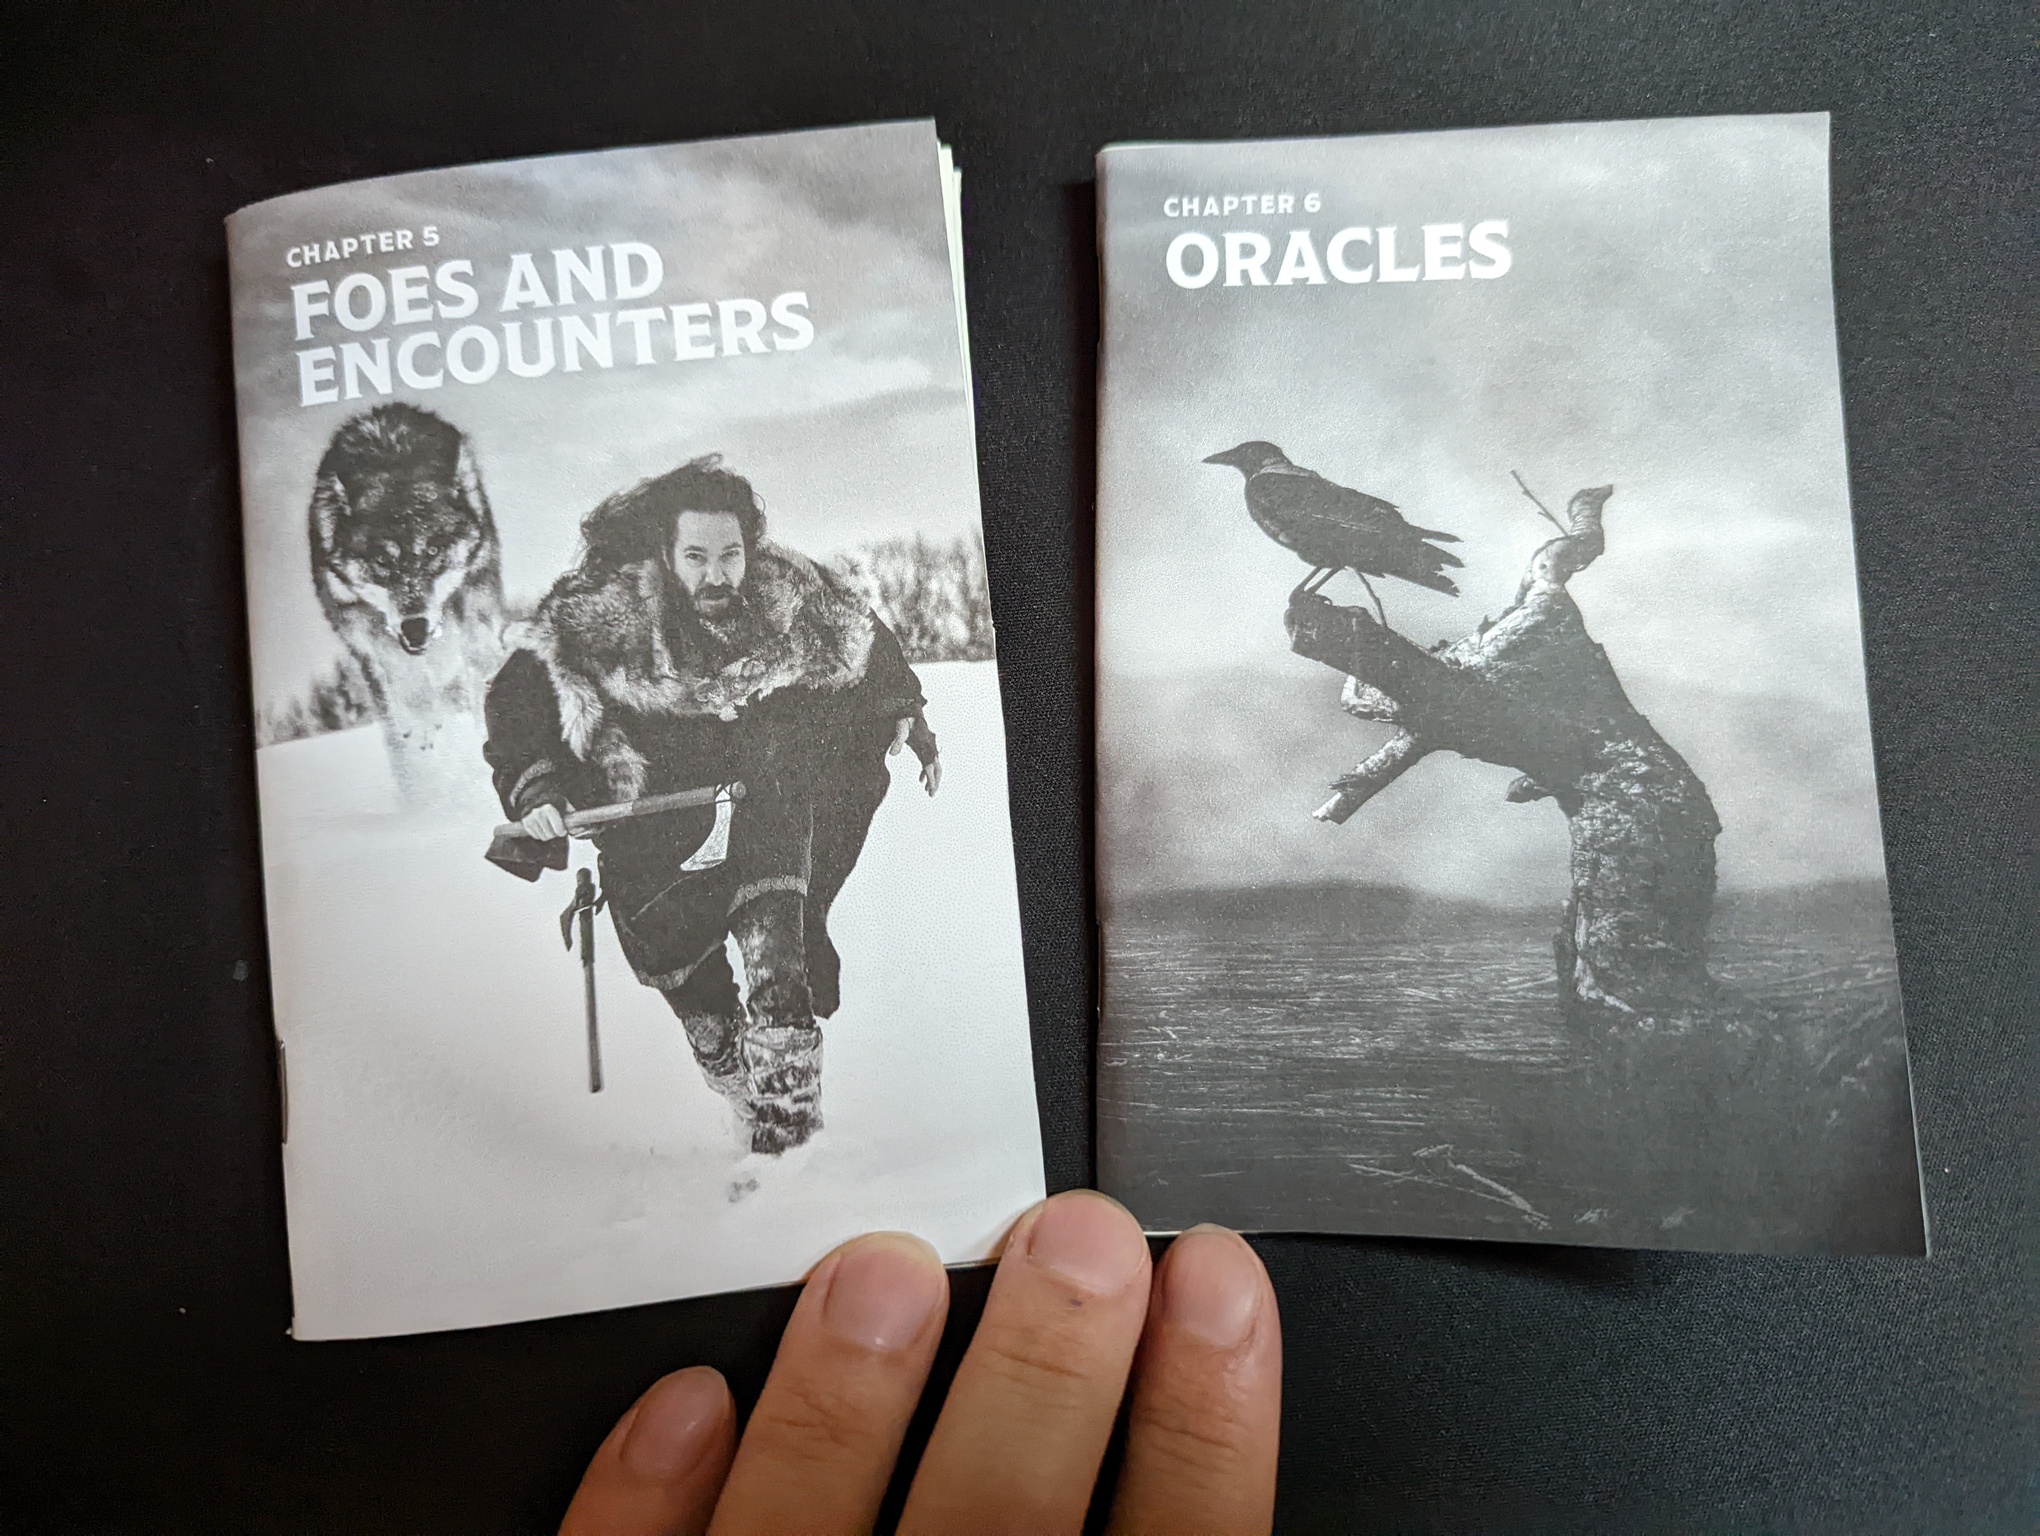 CHAPTER 5
FOES AND
ENCOUNTERS
CHAPTER 6
ORACLES